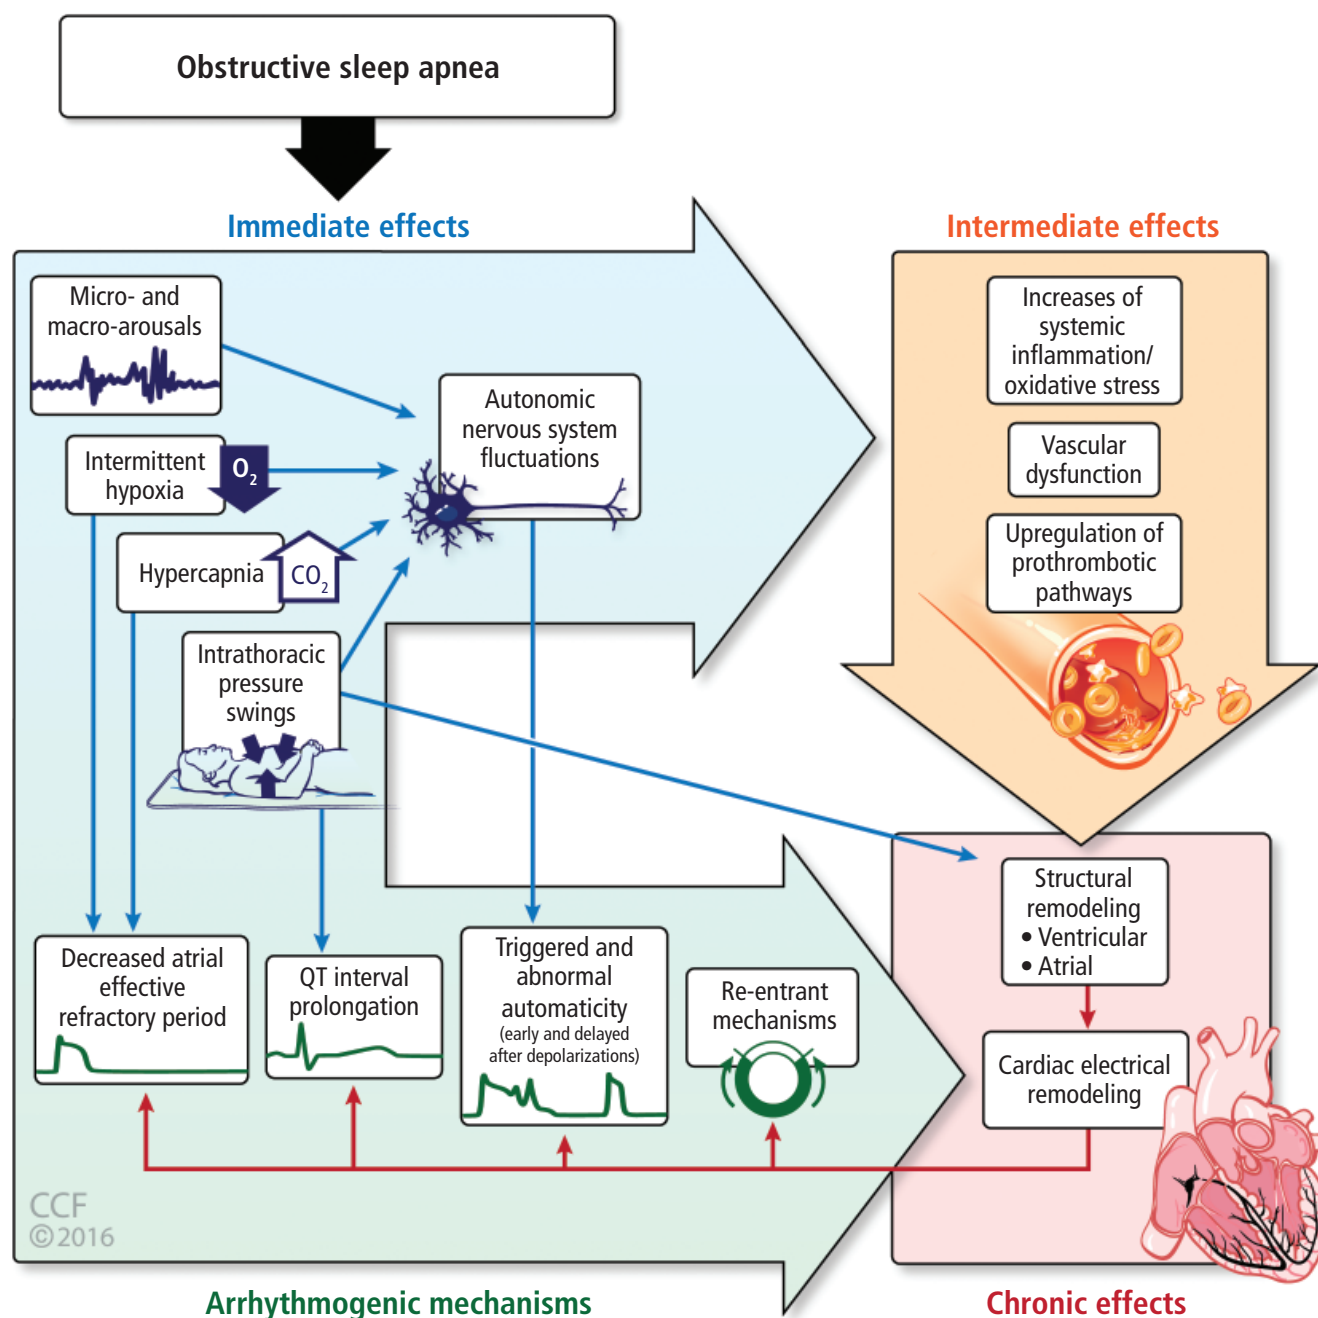 Obstructive sleep apnea
Immediate effects
Micro- and
macro-arousals
Intermittent
hypoxia
O2
Hypercapnia
CO2
Intrathoracic
pressure
swings
Autonomic
nervous system
fluctuations
Intermediate effects
Increases of
systemic
inflammation/
oxidative stress
Vascular
dysfunction
Upregulation of
prothrombotic
pathways
Decreased atrial
effective
refractory period
QT interval
prolongation
Triggered and
abnormal
automaticity
(early and delayed
after depolarizations)
Re-entrant
mechanisms
Structural
remodeling
• Ventricular
• Atrial
Cardiac electrical
remodeling
CCF
©2016
Arrhythmogenic mechanisms
Chronic effects